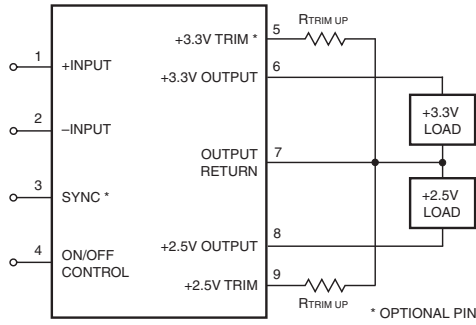 RTRIM UP
5
+3.3V TRIM *
1
+INPUT
6
+3.3V OUTPUT
+3.3V
LOAD
2
–INPUT
7
OUTPUT
RETURN
3
SYNC *
+2.5V
LOAD
8
+2.5V OUTPUT
4
ON/OFF
CONTROL
9
+2.5V TRIM
RTRIM UP
* OPTIONAL PIN